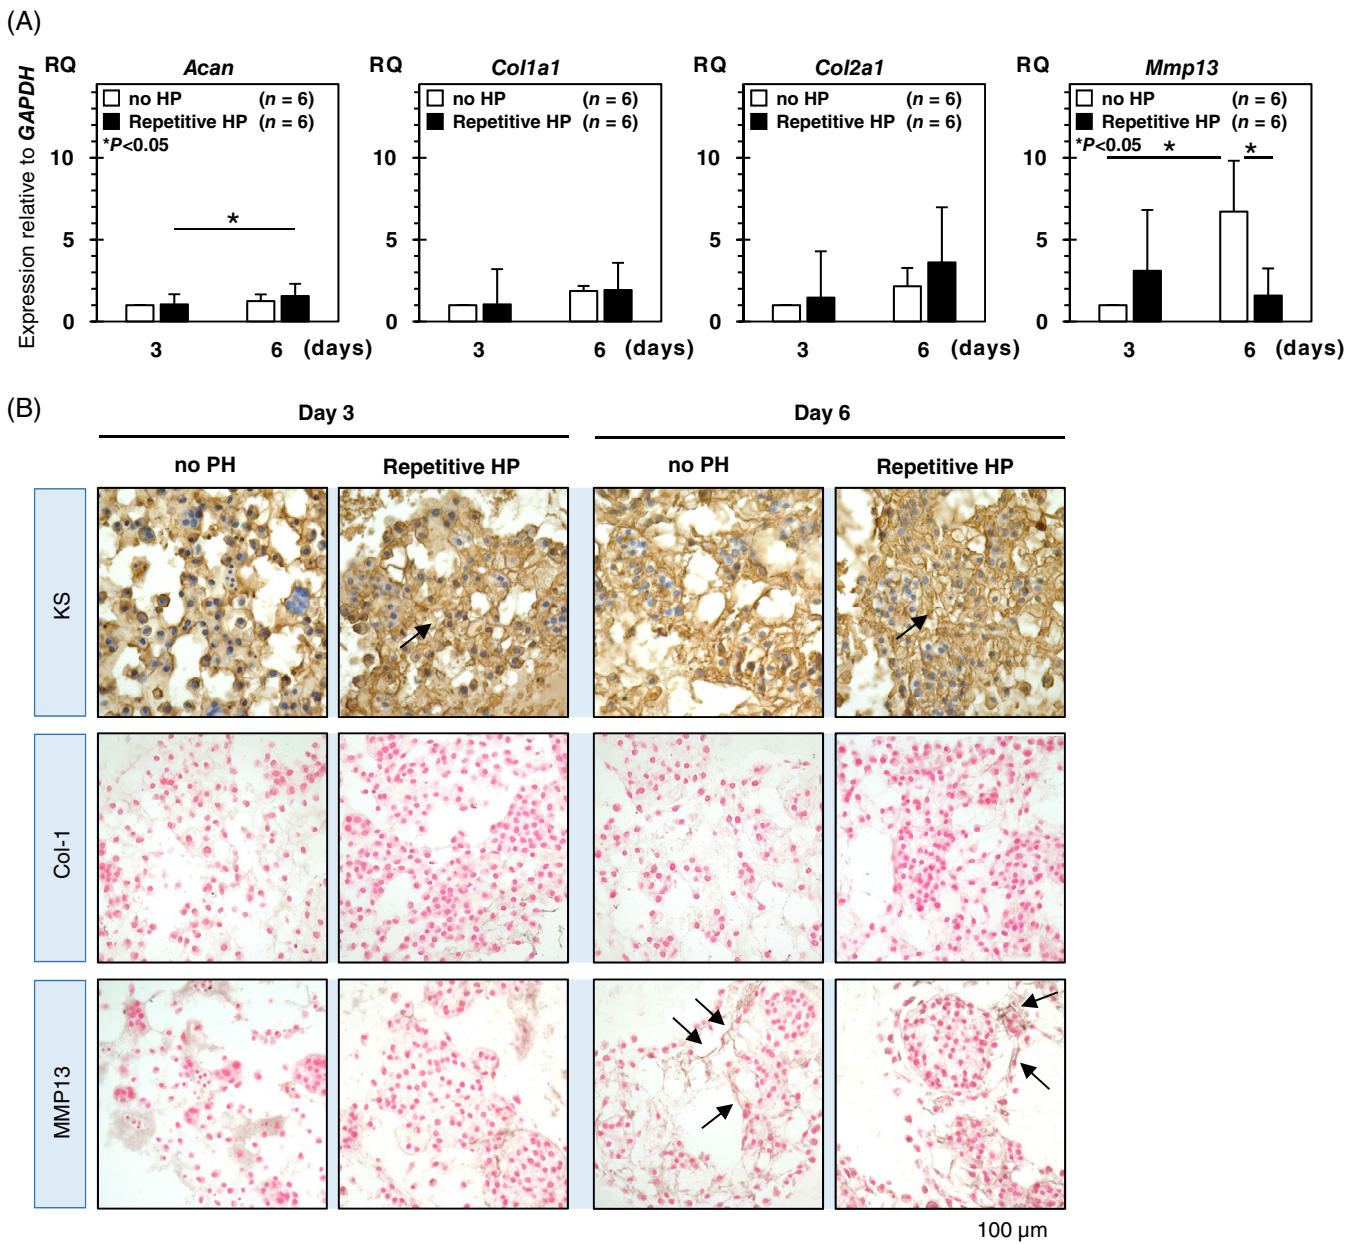 (A)
RQ Acan
Expression relative to GAPDH
no HP (n = 6)
Repetitive HP (n = 6)
*P<0.05
*
10
5
0
3 6 (days)
RQ Col1a1
no HP (n = 6)
Repetitive HP (n = 6)
10
5
0
3 6 (days)
RQ Col2a1
no HP (n = 6)
Repetitive HP (n = 6)
10
5
0
3 6 (days)
RQ Mmp13
no HP (n = 6)
Repetitive HP (n = 6)
*P<0.05 * *
10
5
0
3 6 (days)
(B)
Day 3 Day 6
no PH Repetitive HP no PH Repetitive HP
KS
Col-1
MMP13
100 μm